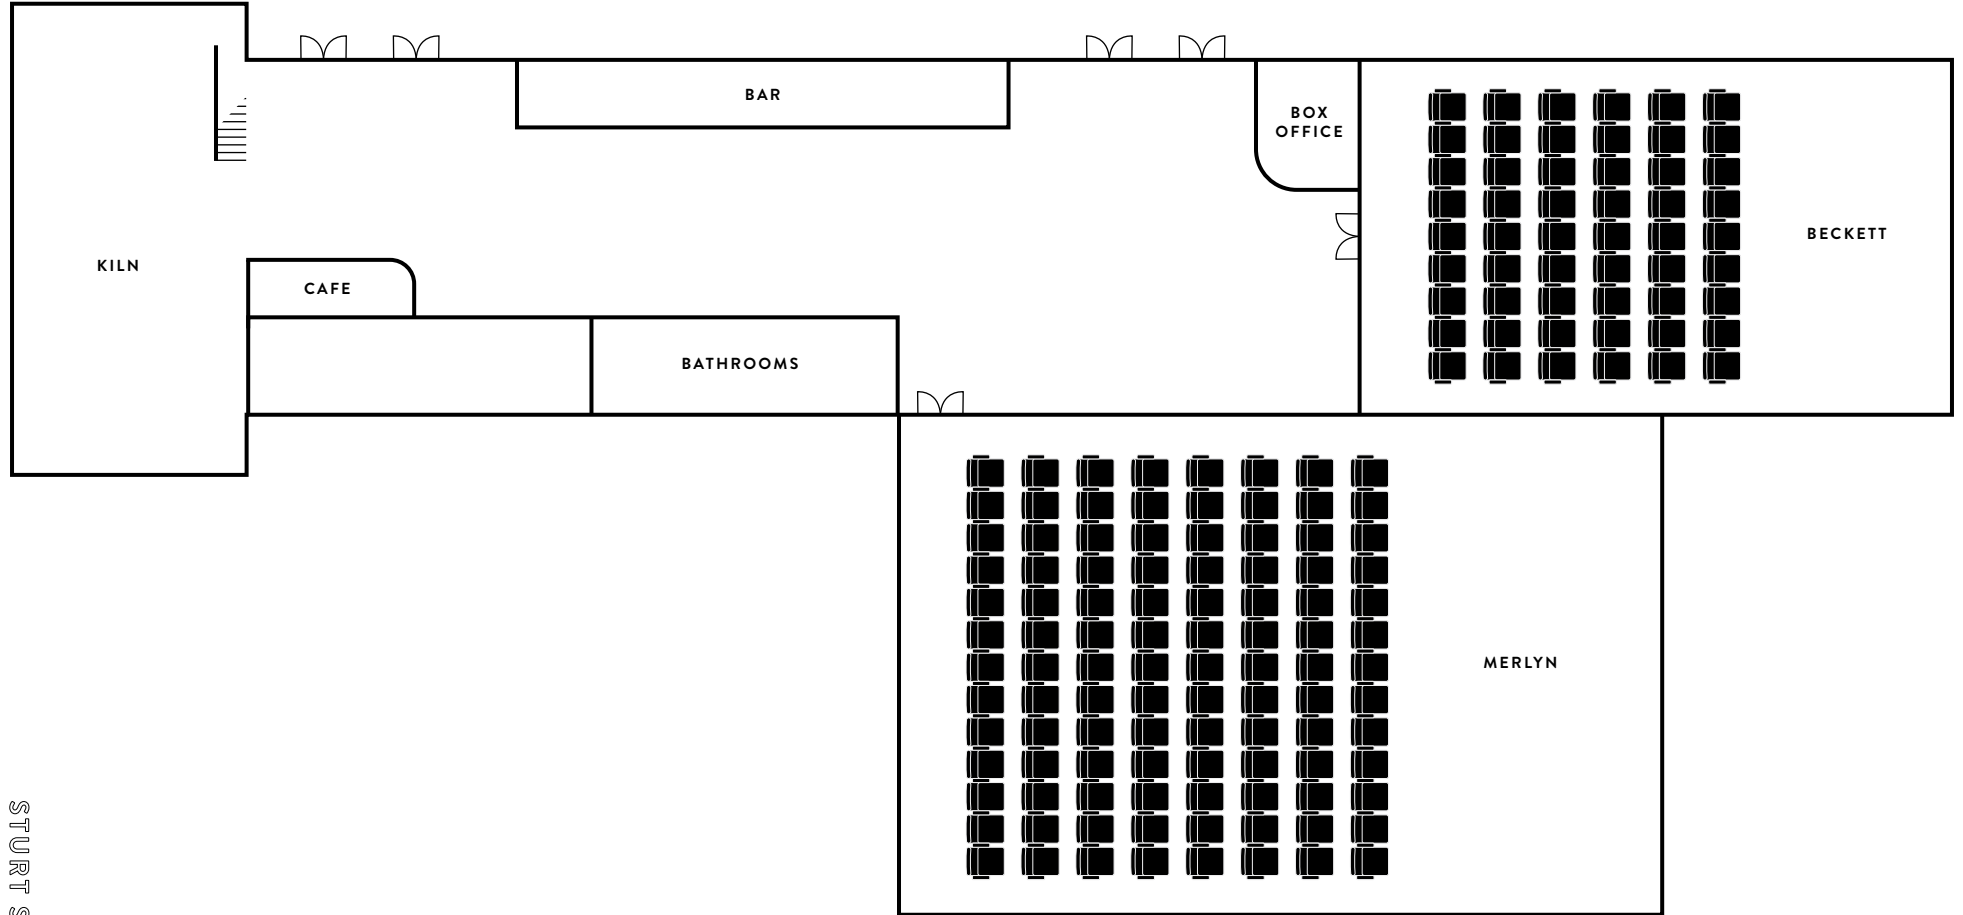 BAR
BOX
OFFICE
BECKETT
KILN
CAFE
BATHROOMS
MERLYN
STURT